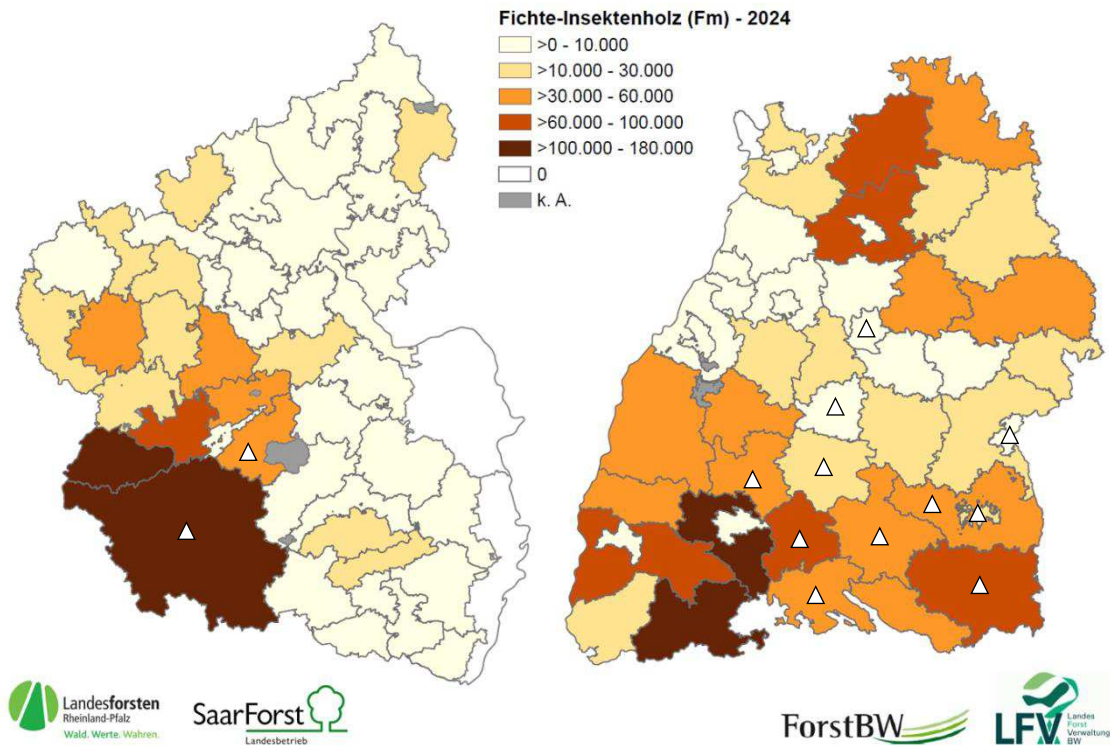 Fichte-Insektenholz (Fm) - 2024
>0 - 10.000
>10.000 - 30.000
>30.000 - 60.000
>60.000 - 100.000
>100.000 - 180.000
0
k. A.
Landesforsten
Rheinland-Pfalz
Wald. Werte. Wahren.
SaarForst
Landesbetrieb
ForstBW
LFV
Landes
Forst
Verwaltung
BW